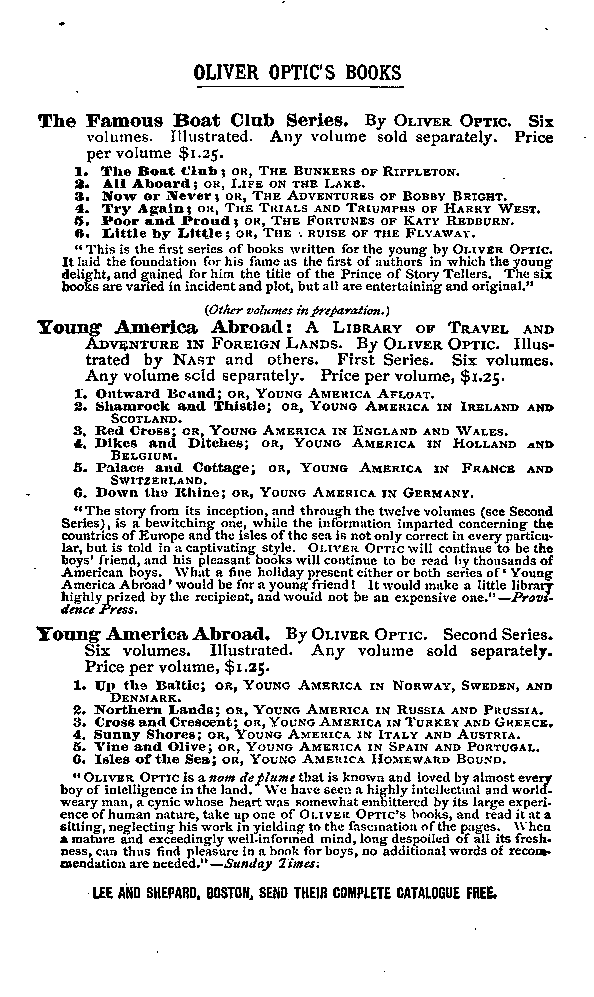 OLIVER OPTIC'S BOOKS
The Famous Boat Club Series. By OLIVER OPTIC. Six
volumes. Illustrated. Any volume sold separately. Price
per volume $1.25.
1. The Boat Club; OR, THE BUNKERS OF RIPPLETON.
2. All Aboard; OR, LIFE ON THE LAKE.
3. Now or Never; OR, THE ADVENTURES OF BOBBY BRIGHT.
4. Try Again; OR, THE TRIALS AND TRIUMPHS OF HARRY WEST.
5. Poor and Proud; OR, THE FORTUNES OF KATY REDBURN.
6. Little by Little; OR, THE RUISE OF THE FLYAWAY.
"This is the first series of books written for the young by OLIVER OPTIC.
It laid the foundation for his fame as the first of authors in which the young
delight, and gained for him the title of the Prince of Story Tellers. The six
books are varied in incident and plot, but all are entertaining and original."
(Other volumes in preparation.)
Young America Abroad: A LIBRARY OF TRAVEL AND
ADVENTURE IN FOREIGN LANDS. By OLIVER OPTIC. Illus-
trated by NAST and others. First Series. Six volumes.
Any volume sold separately. Price per volume, $1.25.
1. Outward Bound; OR, YOUNG AMERICA AFLOAT.
2. Shamrock and Thistle; OR, YOUNG AMERICA IN IRELAND AND
SCOTLAND.
3. Red Cross; OR, YOUNG AMERICA IN ENGLAND AND WALES.
4. Dikes and Ditches; OR, YOUNG AMERICA IN HOLLAND AND
BELGIUM.
5. Palace and Cottage; OR, YOUNG AMERICA IN FRANCE AND
SWITZERLAND.
6. Down the Rhine; OR, YOUNG AMERICA IN GERMANY.
"The story from its inception, and through the twelve volumes (see Second
Series), is a bewitching one, while the information imparted concerning the
countries of Europe and the isles of the sea is not only correct in every particu-
lar, but is told in a captivating style. OLIVER OPTIC will continue to be the
boys' friend, and his pleasant books will continue to be read by thousands of
American boys. What a fine holiday present either or both series of 'Young
America Abroad' would be for a young friend! It would make a little library
highly prized by the recipient, and would not be an expensive one."—Provi-
dence Press.
Young America Abroad. By OLIVER OPTIC. Second Series.
Six volumes. Illustrated. Any volume sold separately.
Price per volume, $1.25.
1. Up the Baltic; OR, YOUNG AMERICA IN NORWAY, SWEDEN, AND
DENMARK.
2. Northern Lands; OR, YOUNG AMERICA IN RUSSIA AND PRUSSIA.
3. Cross and Crescent; OR, YOUNG AMERICA IN TURKEY AND GREECE.
4. Sunny Shores; OR, YOUNG AMERICA IN ITALY AND AUSTRIA.
5. Vine and Olive; OR, YOUNG AMERICA IN SPAIN AND PORTUGAL.
6. Isles of the Sea; OR, YOUNG AMERICA HOMEWARD BOUND.
"OLIVER OPTIC is a nom de plume that is known and loved by almost every
boy of intelligence in the land. We have seen a highly intellectual and world-
weary man, a cynic whose heart was somewhat embittered by its large experi-
ence of human nature, take up one of OLIVER OPTIC's books, and read it at a
sitting, neglecting his work in yielding to the fascination of the pages. When
a mature and exceedingly well-informed mind, long despoiled of all its fresh-
ness, can thus find pleasure in a book for boys, no additional words of recom-
mendation are needed."—Sunday Times.
LEE AND SHEPARD, BOSTON, SEND THEIR COMPLETE CATALOGUE FREE.